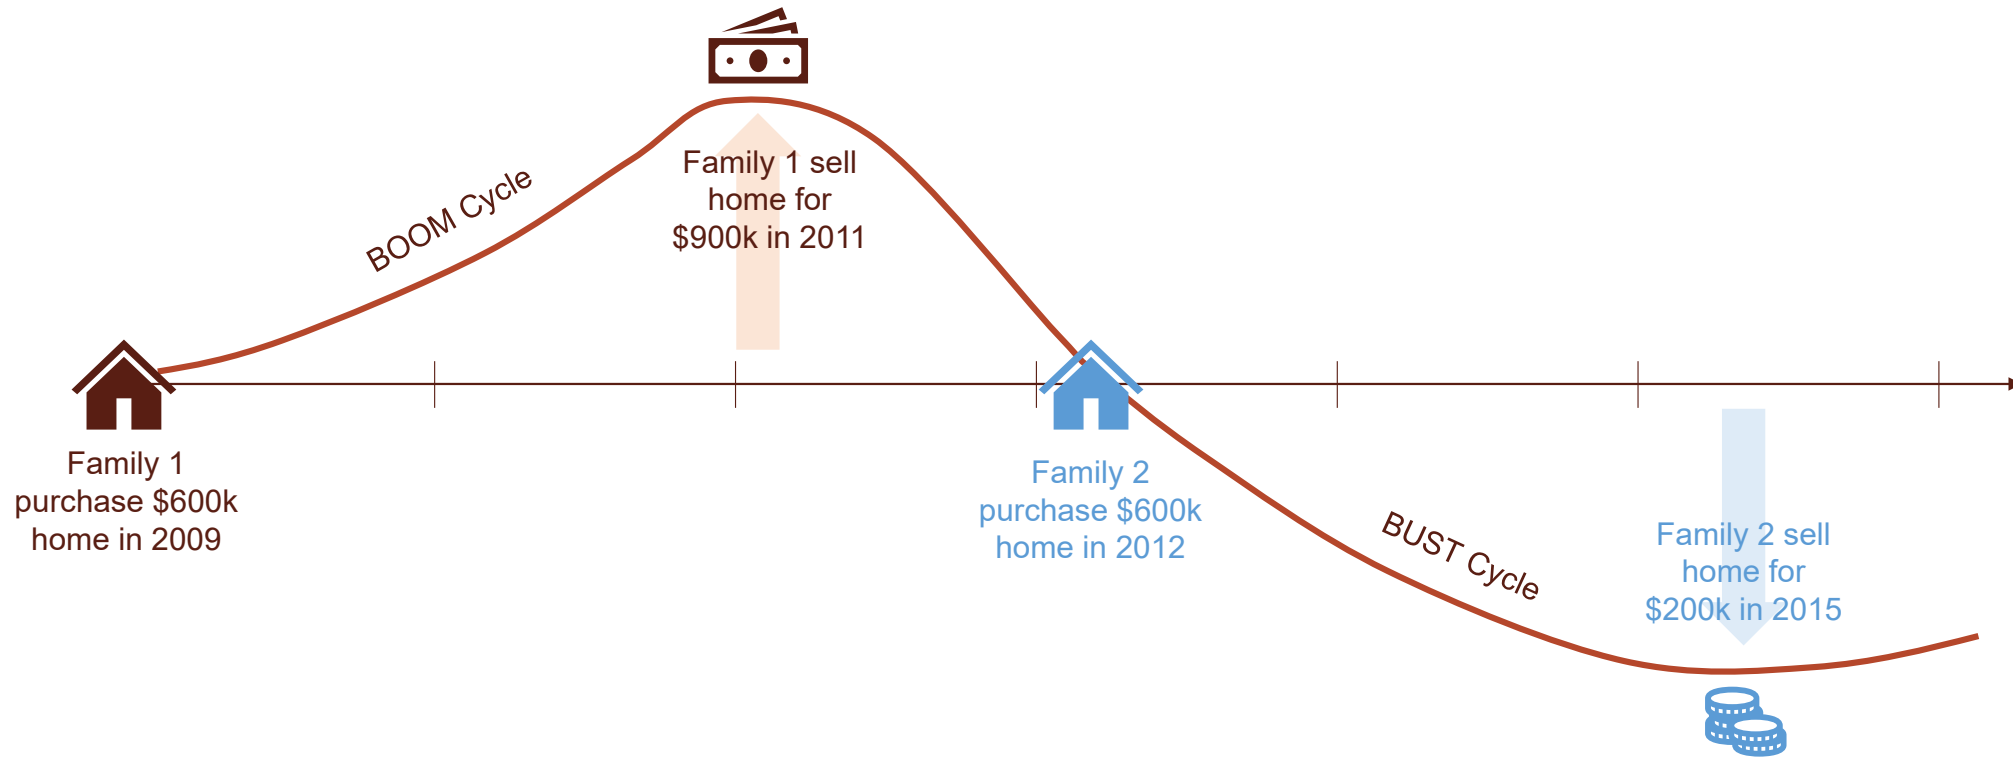 BOOM Cycle
Family 1 sell
home for
$900k in 2011
Family 1
purchase $600k
home in 2009
Family 2
purchase $600k
home in 2012
BUST Cycle
Family 2 sell
home for
$200k in 2015